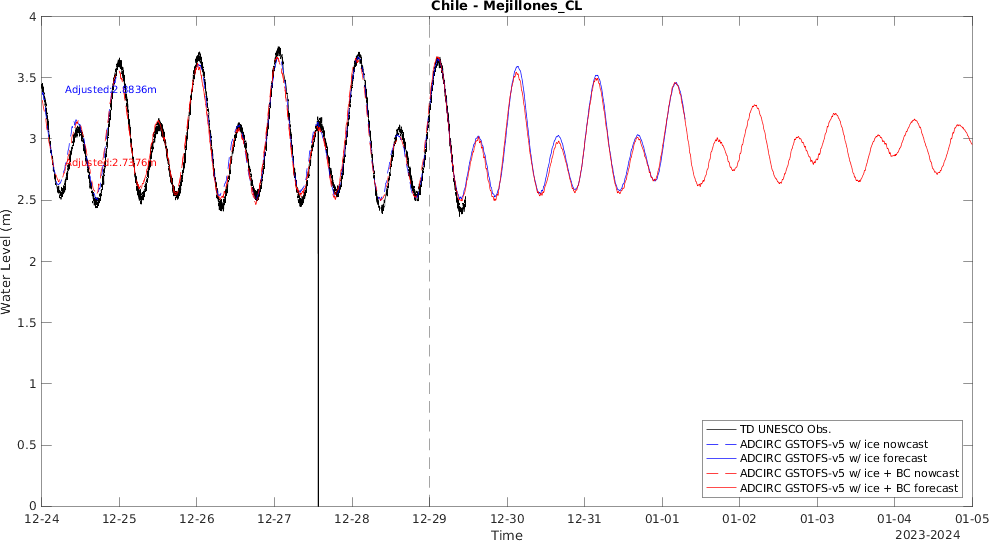 Chile - Mejillones_CL
4
3.5
3
2.5
2
1.5
1
0.5
0
Water Level (m)
Adjusted:2.8836m
Adjusted:2.7376m
TD UNESCO Obs.
ADCIRC GSTOFS-v5 w/ ice nowcast
ADCIRC GSTOFS-v5 w/ ice forecast
ADCIRC GSTOFS-v5 w/ ice + BC nowcast
ADCIRC GSTOFS-v5 w/ ice + BC forecast
12-24 12-25 12-26 12-27 12-28 12-29 12-30 12-31 01-01 01-02 01-03 01-04 01-05
Time
2023-2024